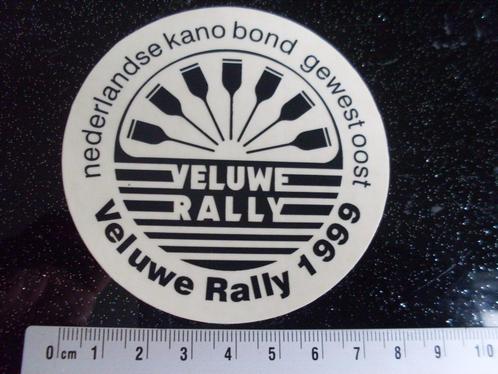 nederlandse kano bond gewest oost
VELUWE
RALLY
Veluwe Rally 1999
0 cm 1 2 3 4 5 6 7 8 9 10